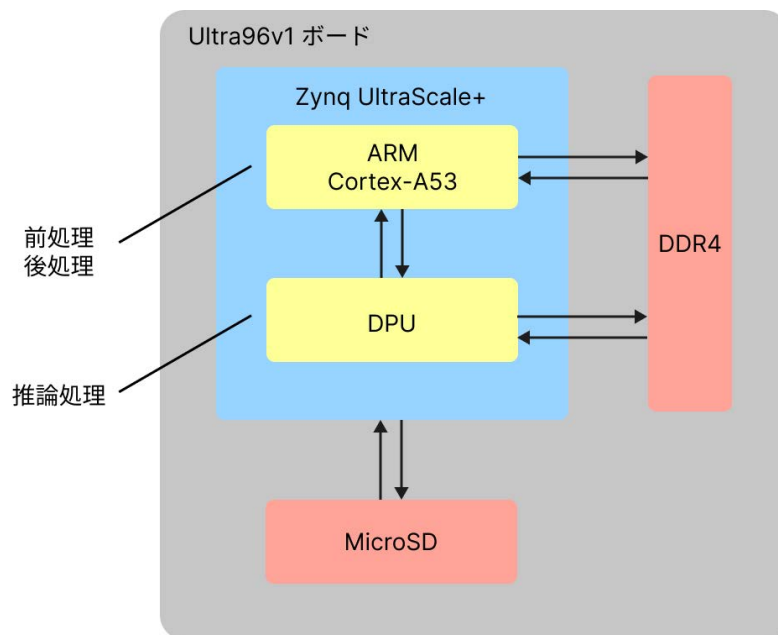 Ultra96v1 ボード
Zynq UltraScale+
ARM
Cortex-A53
前処理
後処理
DDR4
DPU
推論処理
MicroSD